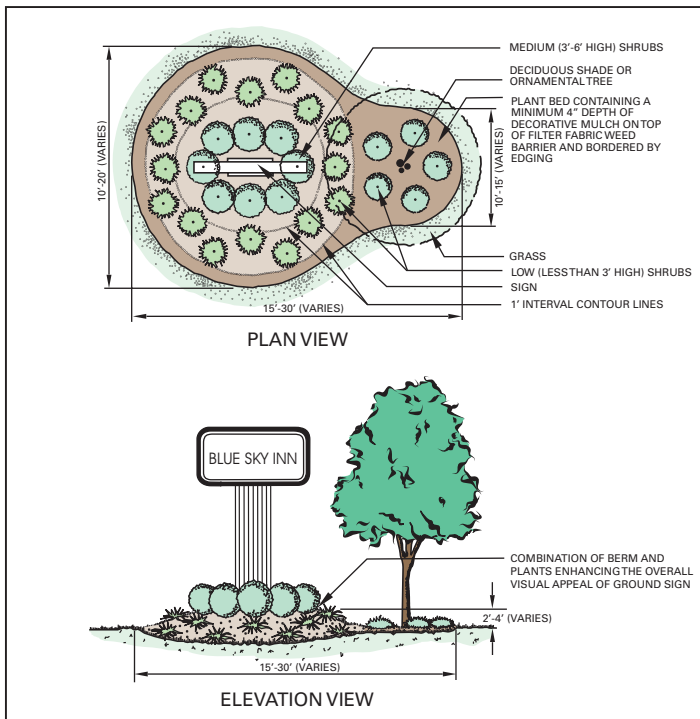 MEDIUM (3'-6' HIGH) SHRUBS
DECIDUOUS SHADE OR
ORNAMENTAL TREE
PLANT BED CONTAINING A
MINIMUM 4" DEPTH OF
DECORATIVE MULCH ON TOP
OF FILTER FABRIC WEED
BARRIER AND BORDERED BY
EDGING
10'-20' (VARIES)
10'-15' (VARIES)
GRASS
LOW (LESS THAN 3' HIGH) SHRUBS
SIGN
15'-30' (VARIES)
1' INTERVAL CONTOUR LINES
PLAN VIEW
BLUE SKY INN
COMBINATION OF BERM AND
PLANTS ENHANCING THE OVERALL
VISUAL APPEAL OF GROUND SIGN
2'-4' (VARIES)
15'-30' (VARIES)
ELEVATION VIEW